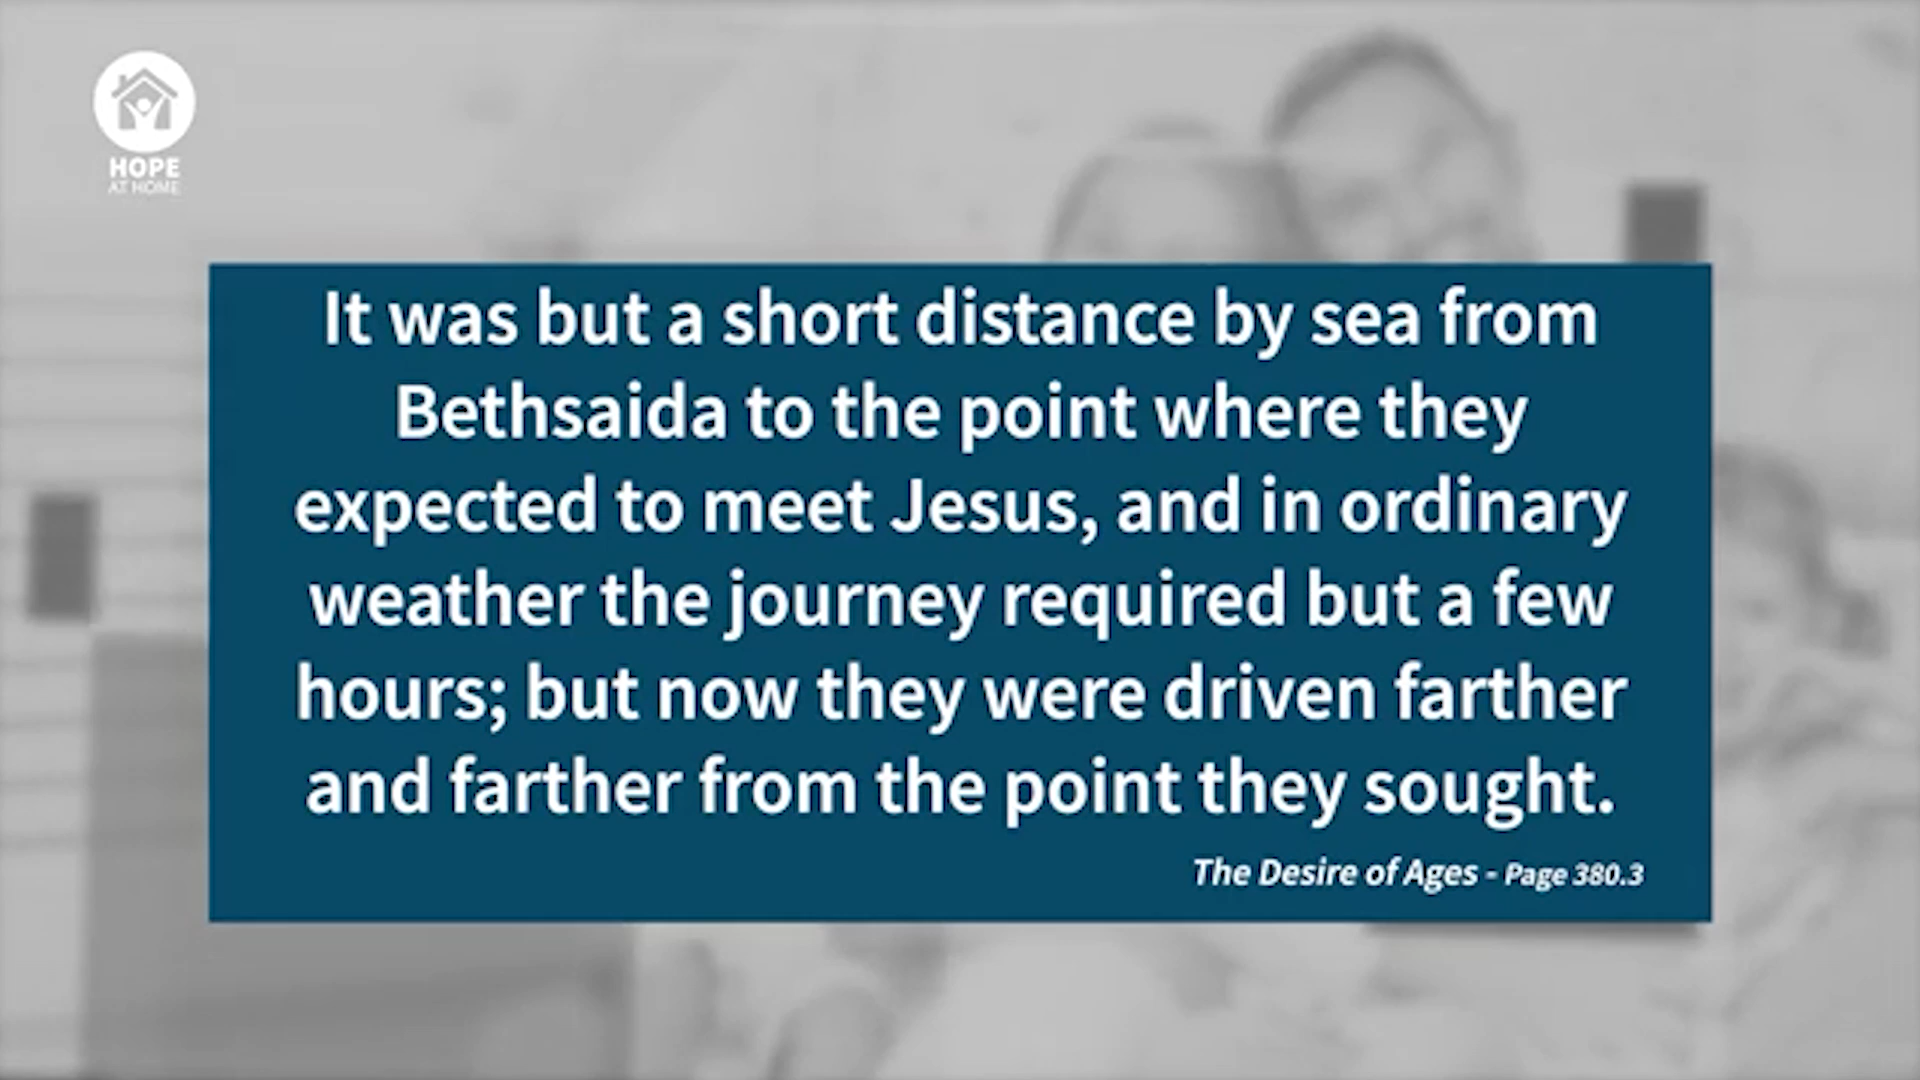 HOPE
AT HOME
It was but a short distance by sea from
Bethsaida to the point where they
expected to meet Jesus, and in ordinary
weather the journey required but a few
hours; but now they were driven farther
and farther from the point they sought.
The Desire of Ages - Page 380.3